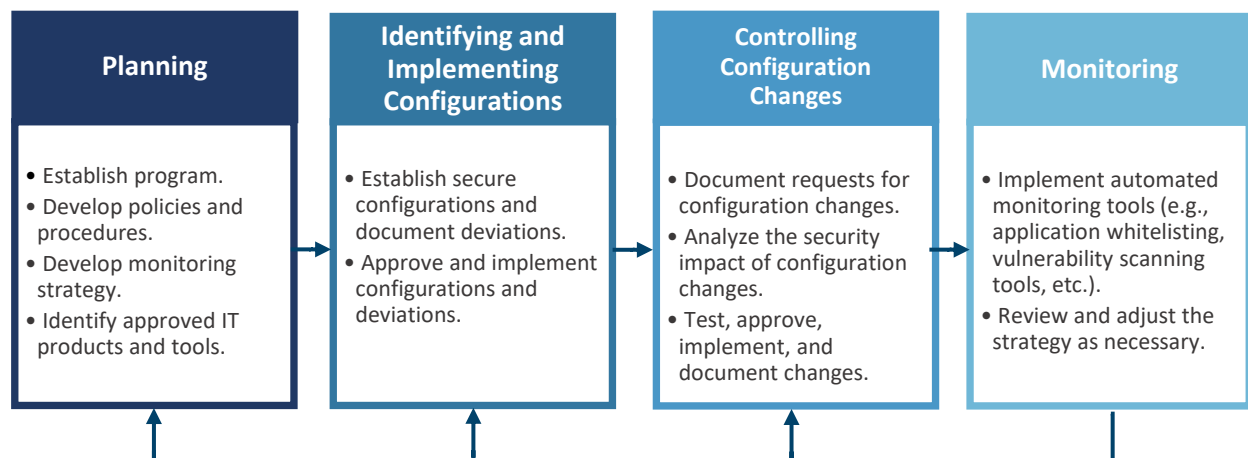 Planning
• Establish program.
• Develop policies and
procedures.
• Develop monitoring
strategy.
• Identify approved IT
products and tools.
Identifying and
Implementing
Configurations
• Establish secure
configurations and
document deviations.
• Approve and implement
configurations and
deviations.
Controlling
Configuration
Changes
• Document requests for
configuration changes.
• Analyze the security
impact of configuration
changes.
• Test, approve,
implement, and
document changes.
Monitoring
• Implement automated
monitoring tools (e.g.,
application whitelisting,
vulnerability scanning
tools, etc.).
• Review and adjust the
strategy as necessary.